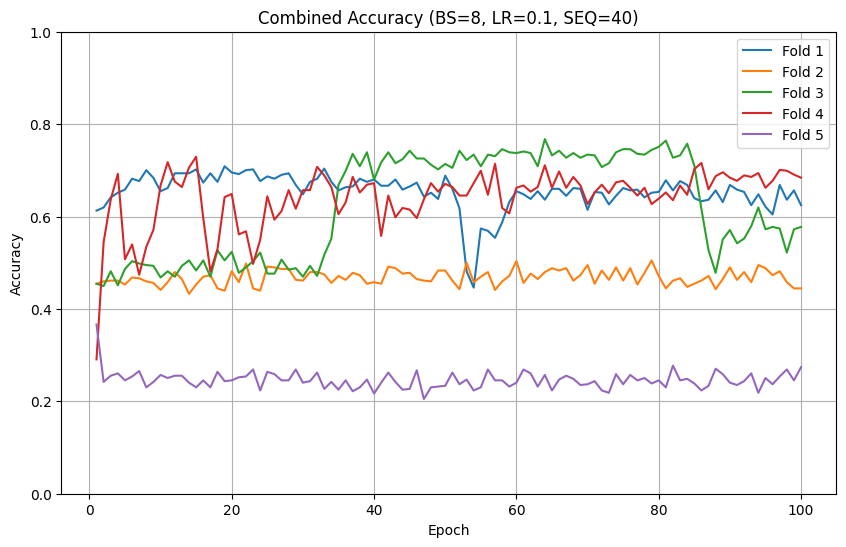 Combined Accuracy (BS=8, LR=0.1, SEQ=40)
1.0
0.8
0.6
0.4
0.2
0.0
Accuracy
Fold 1
Fold 2
Fold 3
Fold 4
Fold 5
0 20 40 60 80 100
Epoch